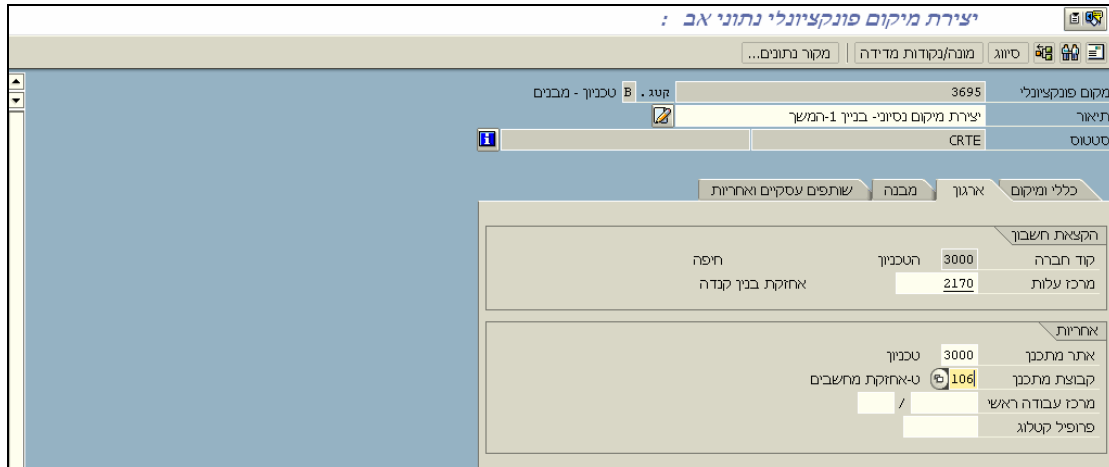 יצירת מיקום פונקציונלי נתוני אב :
סיווג מונה/נקודות מדידה מקור נתונים...
מקום פונקציונלי 3695 קטג. B טכניון - מבנים
תיאור יצירת מיקום נסיוני- בניין 1-המשך
סטטוס CRTE
כללי ומיקום ארגון מבנה שותפים עסקיים ואחריות
הקצאת חשבון
קוד חברה 3000 הטכניון חיפה
מרכז עלות 2170 אחזקת בנין קנדה
אחריות
אתר מתכנן 3000 טכניון
קבוצת מתכנן 106 ט-אחזקת מחשבים
מרכז עבודה ראשי /
פרופיל קטלוג